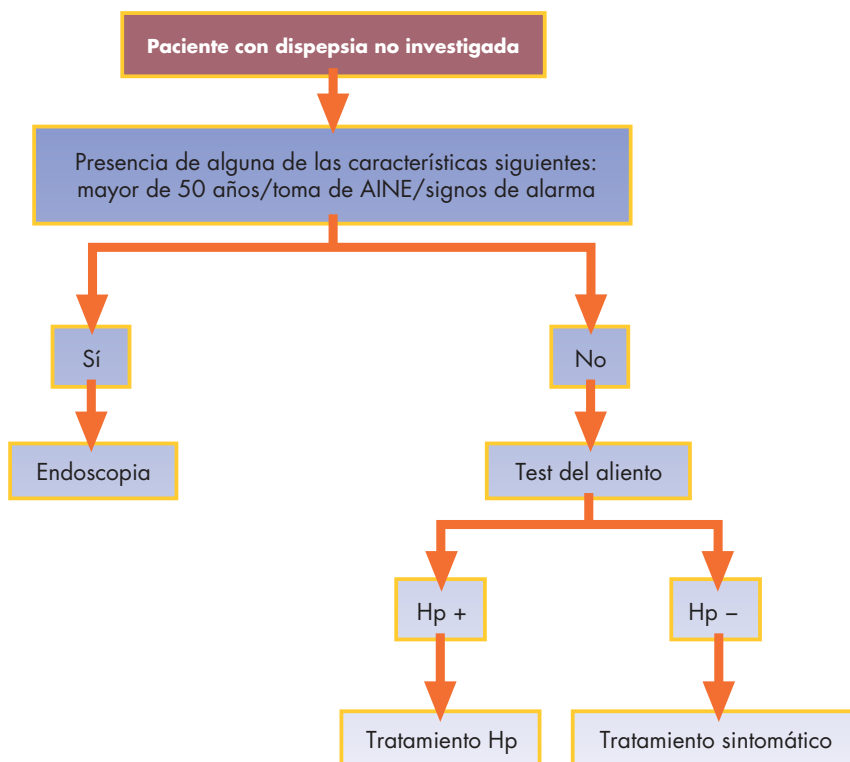 Paciente con dispepsia no investigada
Presencia de alguna de las características siguientes:
mayor de 50 años/toma de AINE/signos de alarma
Sí
No
Endoscopia
Test del aliento
Hp +
Hp –
Tratamiento Hp
Tratamiento sintomático